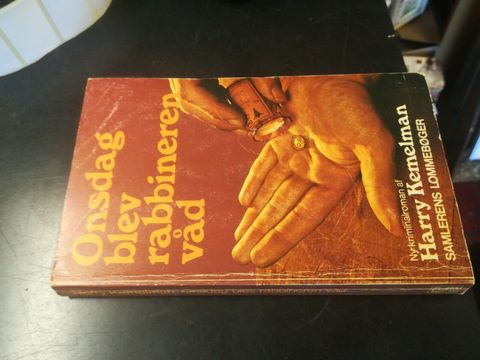 Onsdag
blev
rabbineren
våd
Ny kriminalroman af
Harry Kemelman
SAMLERENS LOMMEBØGER